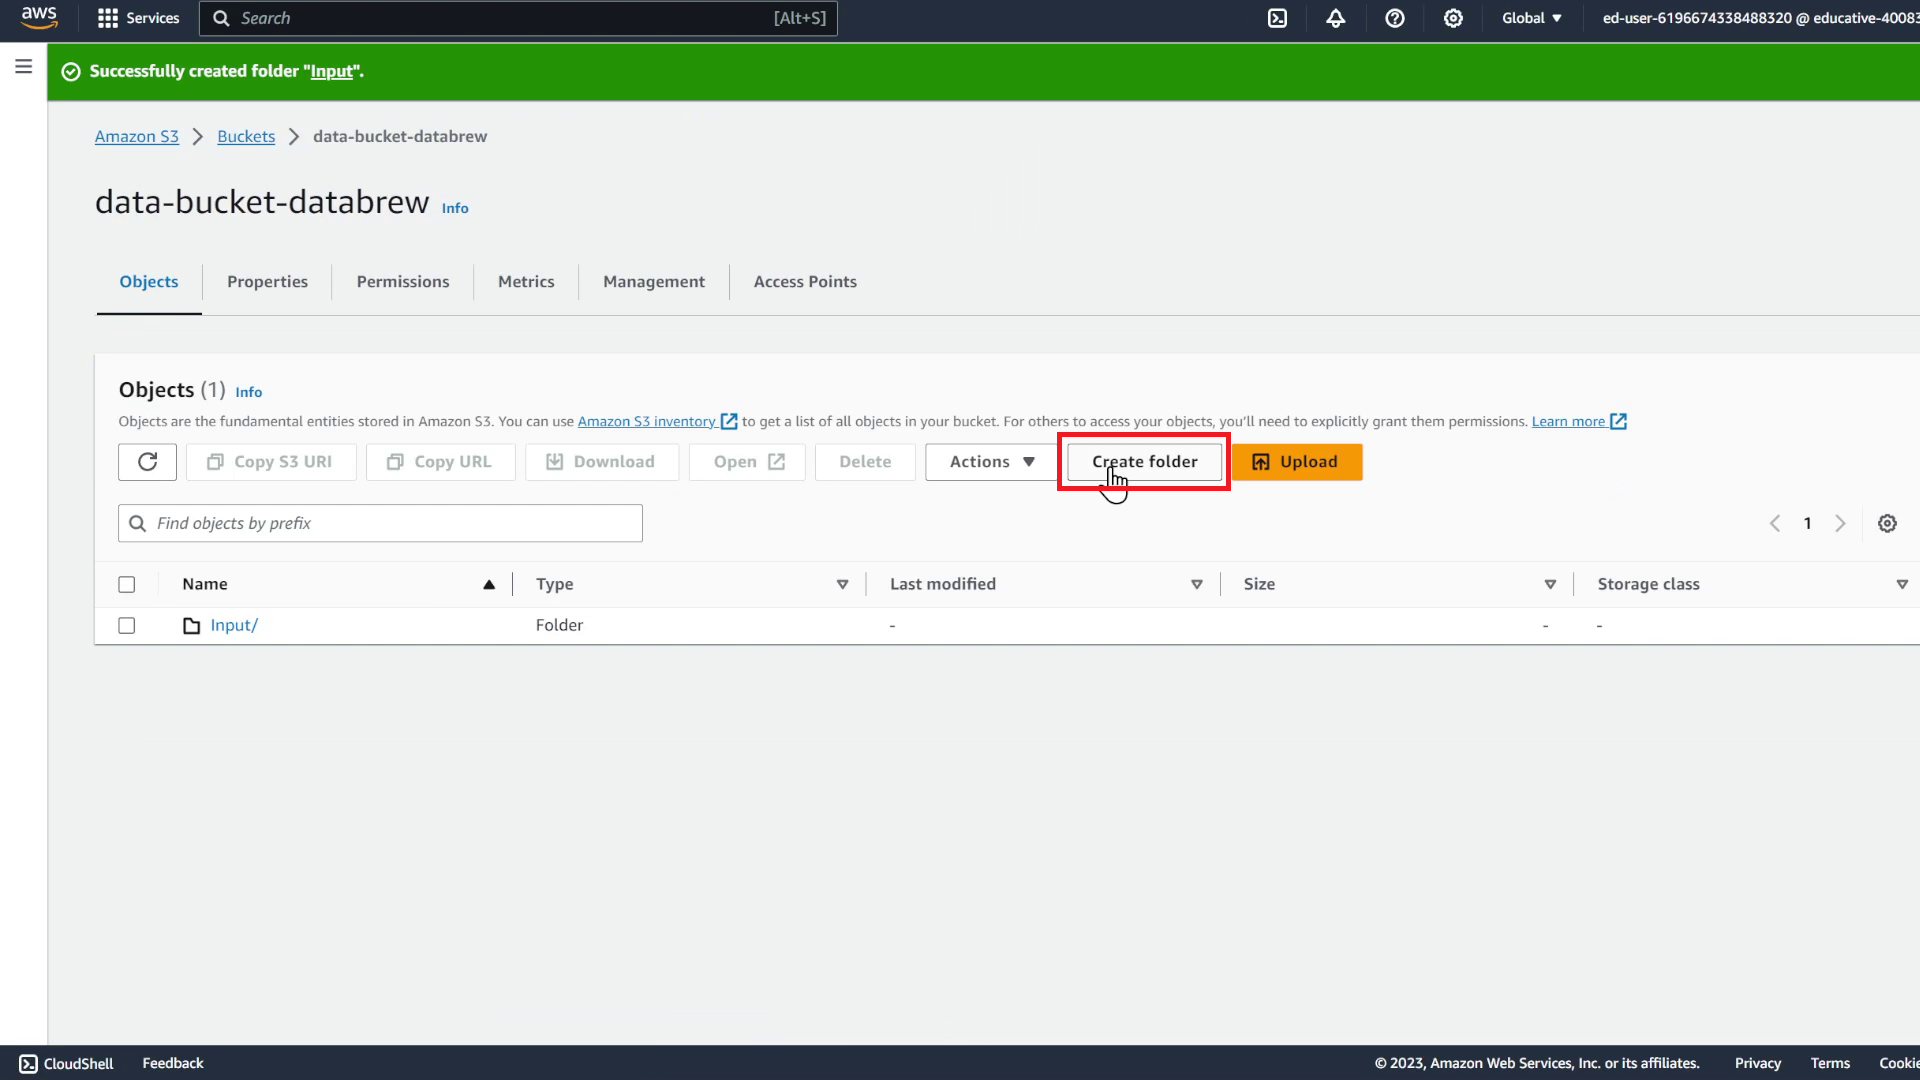 aws Services Search [Alt+S] Global ed-user-6196674338488320 @ educative-40083
Successfully created folder "Input".
Amazon S3 Buckets data-bucket-databrew
data-bucket-databrew Info
Objects Properties Permissions Metrics Management Access Points
Objects (1) Info
Objects are the fundamental entities stored in Amazon S3. You can use Amazon S3 inventory to get a list of all objects in your bucket. For others to access your objects, you'll need to explicitly grant them permissions. Learn more
Copy S3 URI Copy URL Download Open Delete Actions Create folder Upload
Find objects by prefix 1
Name Type Last modified Size Storage class
Input/ Folder - - -
CloudShell Feedback © 2023, Amazon Web Services, Inc. or its affiliates. Privacy Terms Cookie